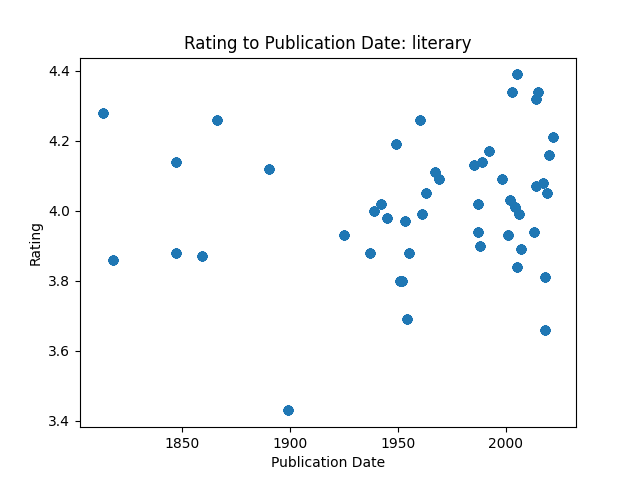 Rating to Publication Date: literary
4.4
4.2
4.0
3.8
3.6
3.4
Rating
1850 1900 1950 2000
Publication Date